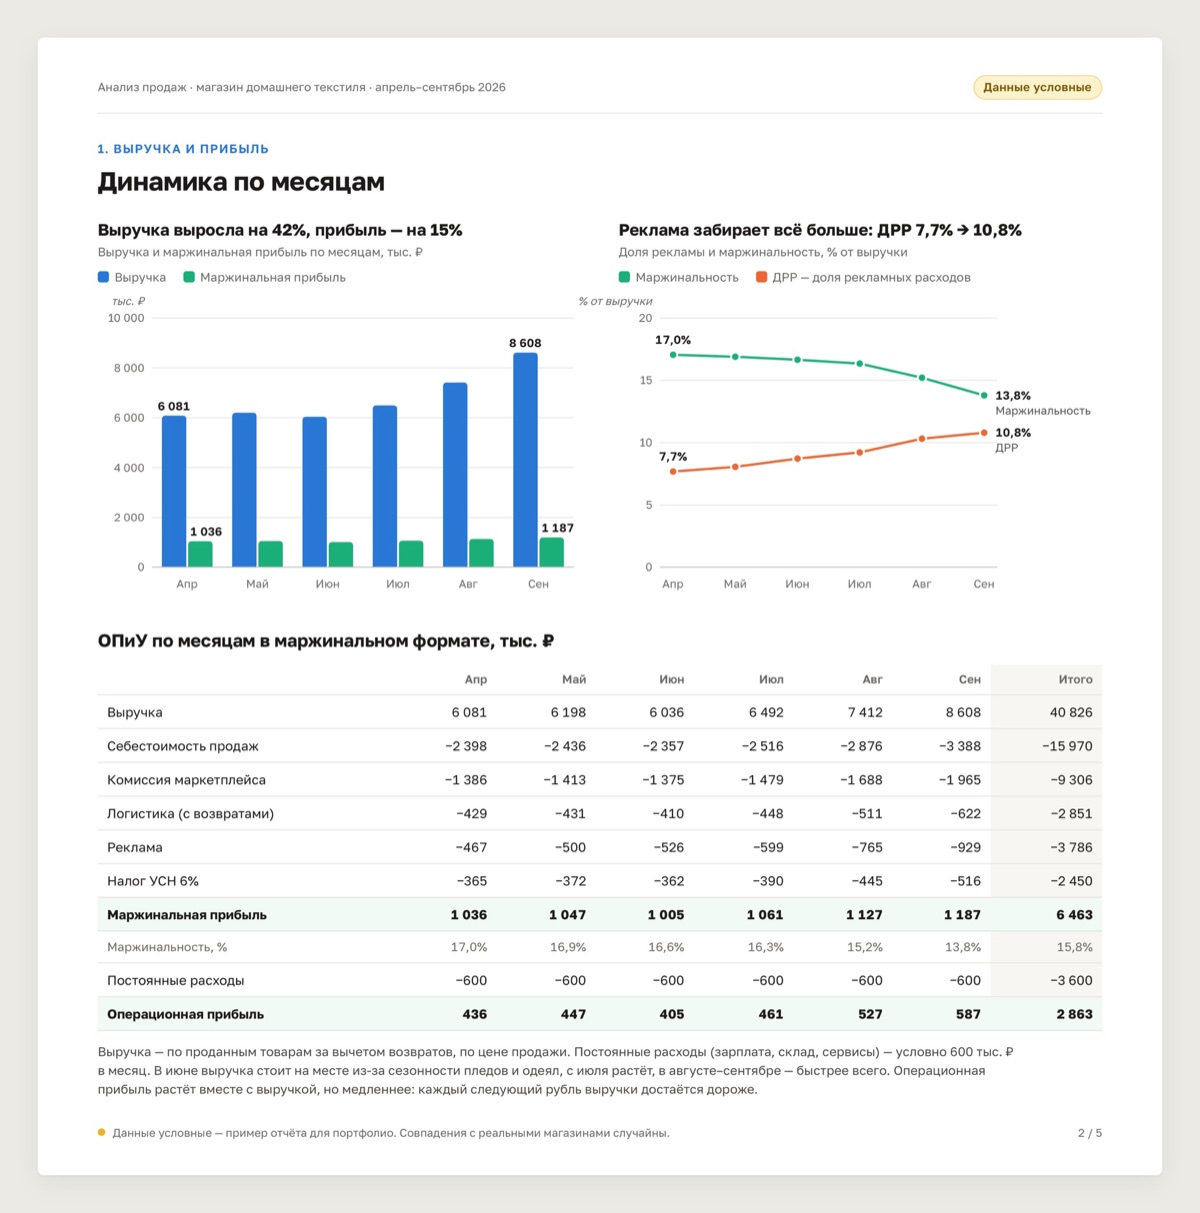 Анализ продаж · магазин домашнего текстиля · апрель–сентябрь 2026
Данные условные
1. ВЫРУЧКА И ПРИБЫЛЬ
Динамика по месяцам
Выручка выросла на 42%, прибыль — на 15%
Выручка и маржинальная прибыль по месяцам, тыс. ₽
Выручка Маржинальная прибыль
тыс. ₽
10 000
8 000
6 000
4 000
2 000
0
6 081
1 036
8 608
1 187
Апр Май Июн Июл Авг Сен
Реклама забирает всё больше: ДРР 7,7% → 10,8%
Доля рекламы и маржинальность, % от выручки
Маржинальность ДРР — доля рекламных расходов
% от выручки
20
15
10
5
0
17,0%
7,7%
13,8%
Маржинальность
10,8%
ДРР
Апр Май Июн Июл Авг Сен
ОПиУ по месяцам в маржинальном формате, тыс. ₽
Апр Май Июн Июл Авг Сен Итого
Выручка 6 081 6 198 6 036 6 492 7 412 8 608 40 826
Себестоимость продаж −2 398 −2 436 −2 357 −2 516 −2 876 −3 388 −15 970
Комиссия маркетплейса −1 386 −1 413 −1 375 −1 479 −1 688 −1 965 −9 306
Логистика (с возвратами) −429 −431 −410 −448 −511 −622 −2 851
Реклама −467 −500 −526 −599 −765 −929 −3 786
Налог УСН 6% −365 −372 −362 −390 −445 −516 −2 450
Маржинальная прибыль 1 036 1 047 1 005 1 061 1 127 1 187 6 463
Маржинальность, % 17,0% 16,9% 16,6% 16,3% 15,2% 13,8% 15,8%
Постоянные расходы −600 −600 −600 −600 −600 −600 −3 600
Операционная прибыль 436 447 405 461 527 587 2 863
Выручка — по проданным товарам за вычетом возвратов, по цене продажи. Постоянные расходы (зарплата, склад, сервисы) — условно 600 тыс. ₽
в месяц. В июне выручка стоит на месте из-за сезонности пледов и одеял, с июля растёт, в августе–сентябре — быстрее всего. Операционная
прибыль растёт вместе с выручкой, но медленнее: каждый следующий рубль выручки достаётся дороже.
Данные условные — пример отчёта для портфолио. Совпадения с реальными магазинами случайны.
2 / 5